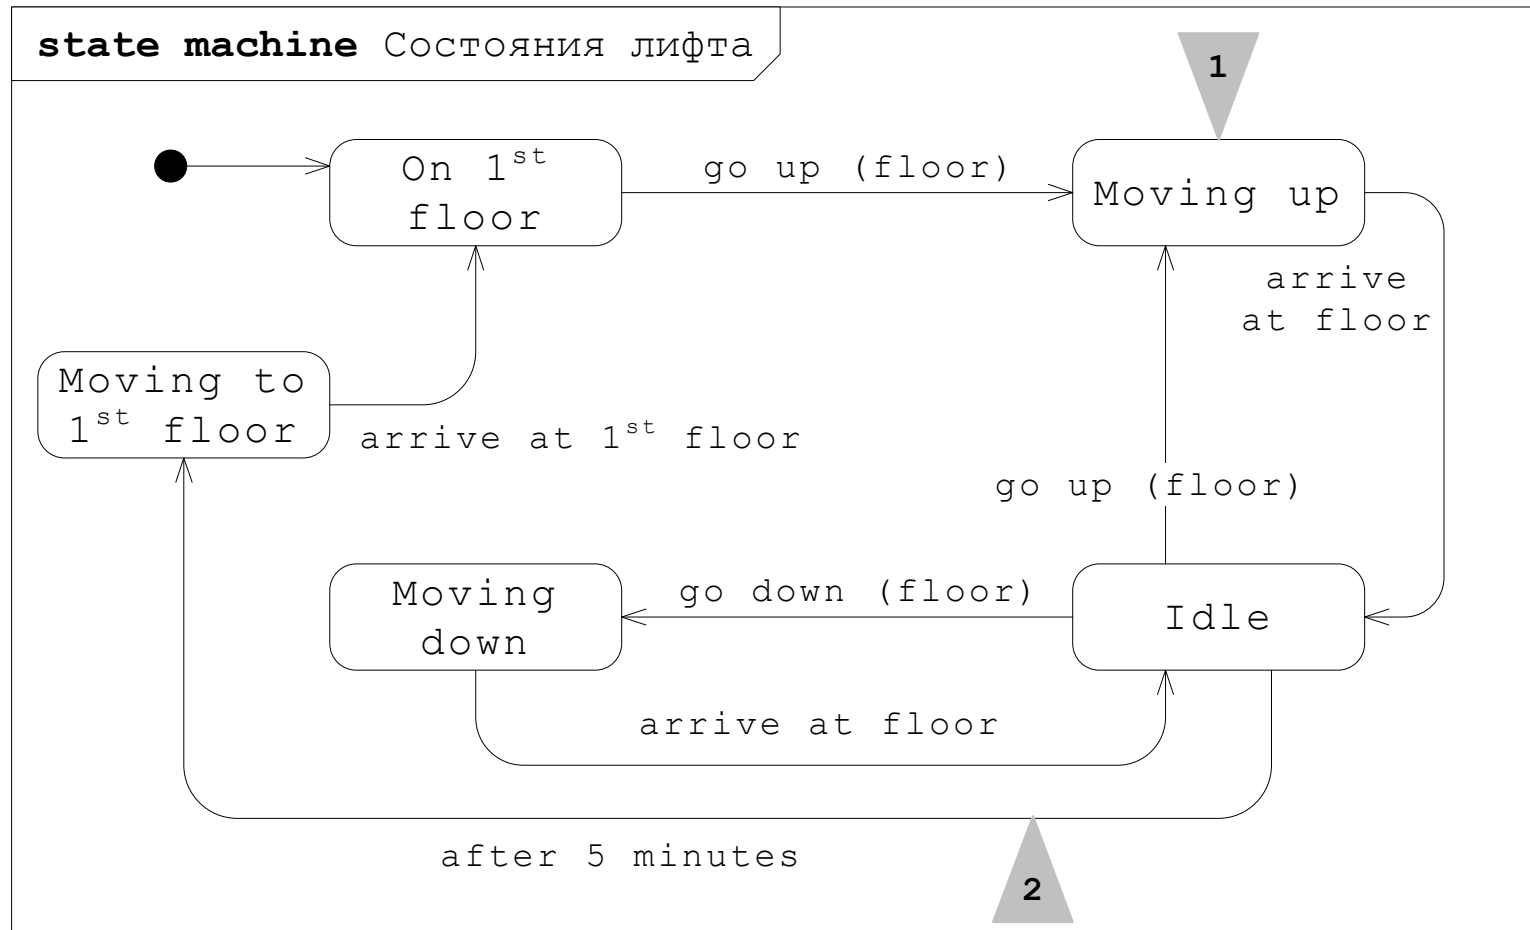 state machine Состояния лифта
1
On 1st
floor
go up (floor)
Moving up
arrive
at floor
Moving to
1st floor
arrive at 1st floor
go up (floor)
Moving
down
go down (floor)
Idle
arrive at floor
after 5 minutes
2